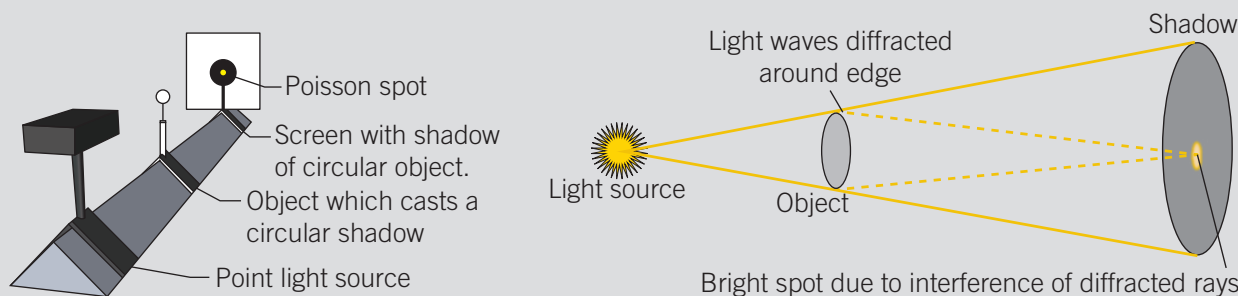 Poisson spot
Screen with shadow
of circular object.
Object which casts a
circular shadow
Point light source
Light waves diffracted
around edge
Shadow
Light source
Object
Bright spot due to interference of diffracted rays